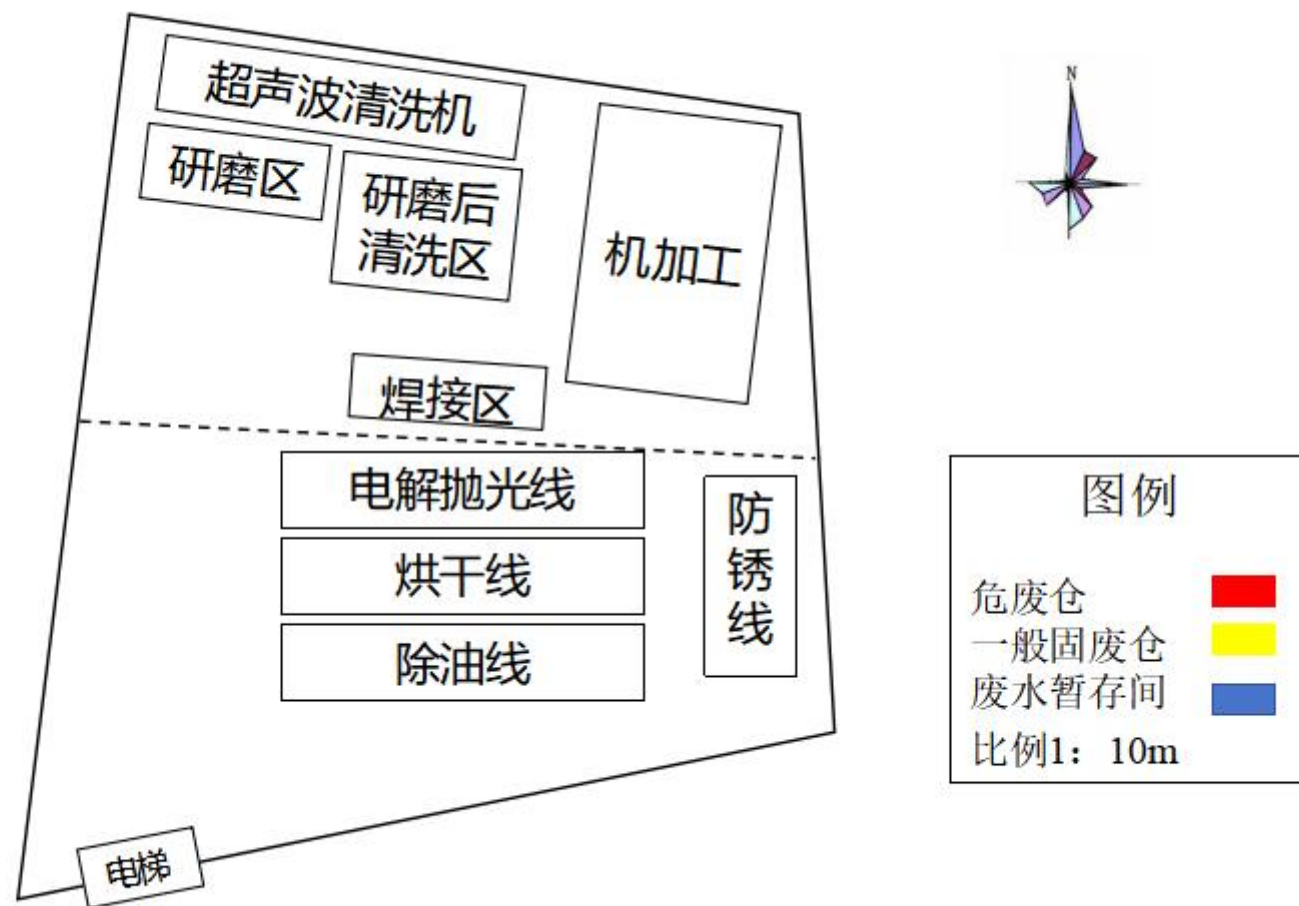 超声波清洗机
研磨区
研磨后
清洗区
机加工
N
焊接区
电解抛光线
烘干线
除油线
防
锈
线
电梯
图例
危废仓
一般固废仓
废水暂存间
比例1：10m